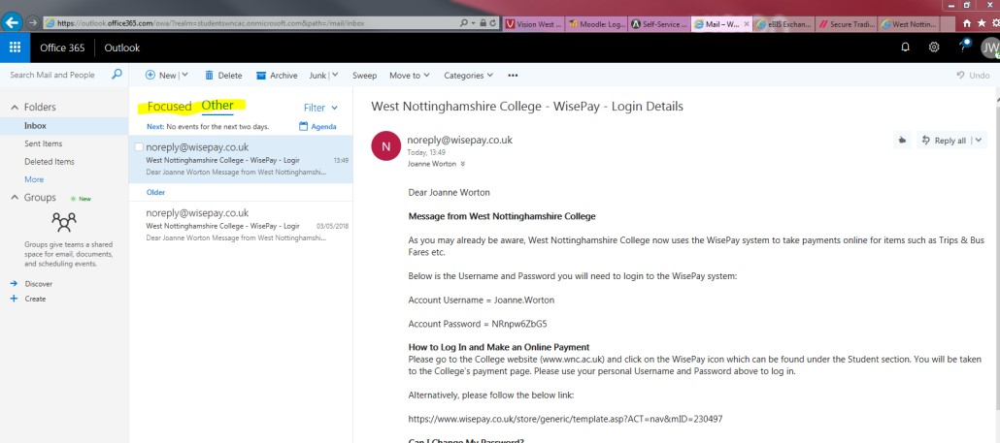 https://outlook.office365.com/owa/?realm=studentswncac.onmicrosoft.com&path=/mail/inbox
Vision West ...
Moodle: Log...
Self-Service ...
Mail – W...
eBIS Exchan...
Secure Tradi...
West Nottin...
Office 365
Outlook
JW
Search Mail and People
New
Delete
Archive
Junk
Sweep
Move to
Categories
Undo
Folders
Inbox
Sent Items
Deleted Items
More
Groups
New
Groups give teams a shared
space for email, documents,
and scheduling events.
Discover
Create
Focused
Other
Filter
Next: No events for the next two days.
Agenda
noreply@wisepay.co.uk
West Nottinghamshire College - WisePay - Login
13:49
Dear Joanne Worton Message from West Nottinghamshi...
Older
noreply@wisepay.co.uk
West Nottinghamshire College - WisePay - Login
03/05/2018
Dear Joanne Worton Message from West Nottinghamshi...
West Nottinghamshire College - WisePay - Login Details
N
noreply@wisepay.co.uk
Today, 13:49
Joanne Worton
Reply all
Dear Joanne Worton
Message from West Nottinghamshire College
As you may already be aware, West Nottinghamshire College now uses the WisePay system to take payments online for items such as Trips & Bus
Fares etc.
Below is the Username and Password you will need to login to the WisePay system:
Account Username = Joanne.Worton
Account Password = NRnpw6ZbG5
How to Log In and Make an Online Payment
Please go to the College website (www.wnc.ac.uk) and click on the WisePay icon which can be found under the Student section. You will be taken
to the College's payment page. Please use your personal Username and Password above to log in.
Alternatively, please follow the below link:
https://www.wisepay.co.uk/store/generic/template.asp?ACT=nav&mID=230497
Can I Change My Password?